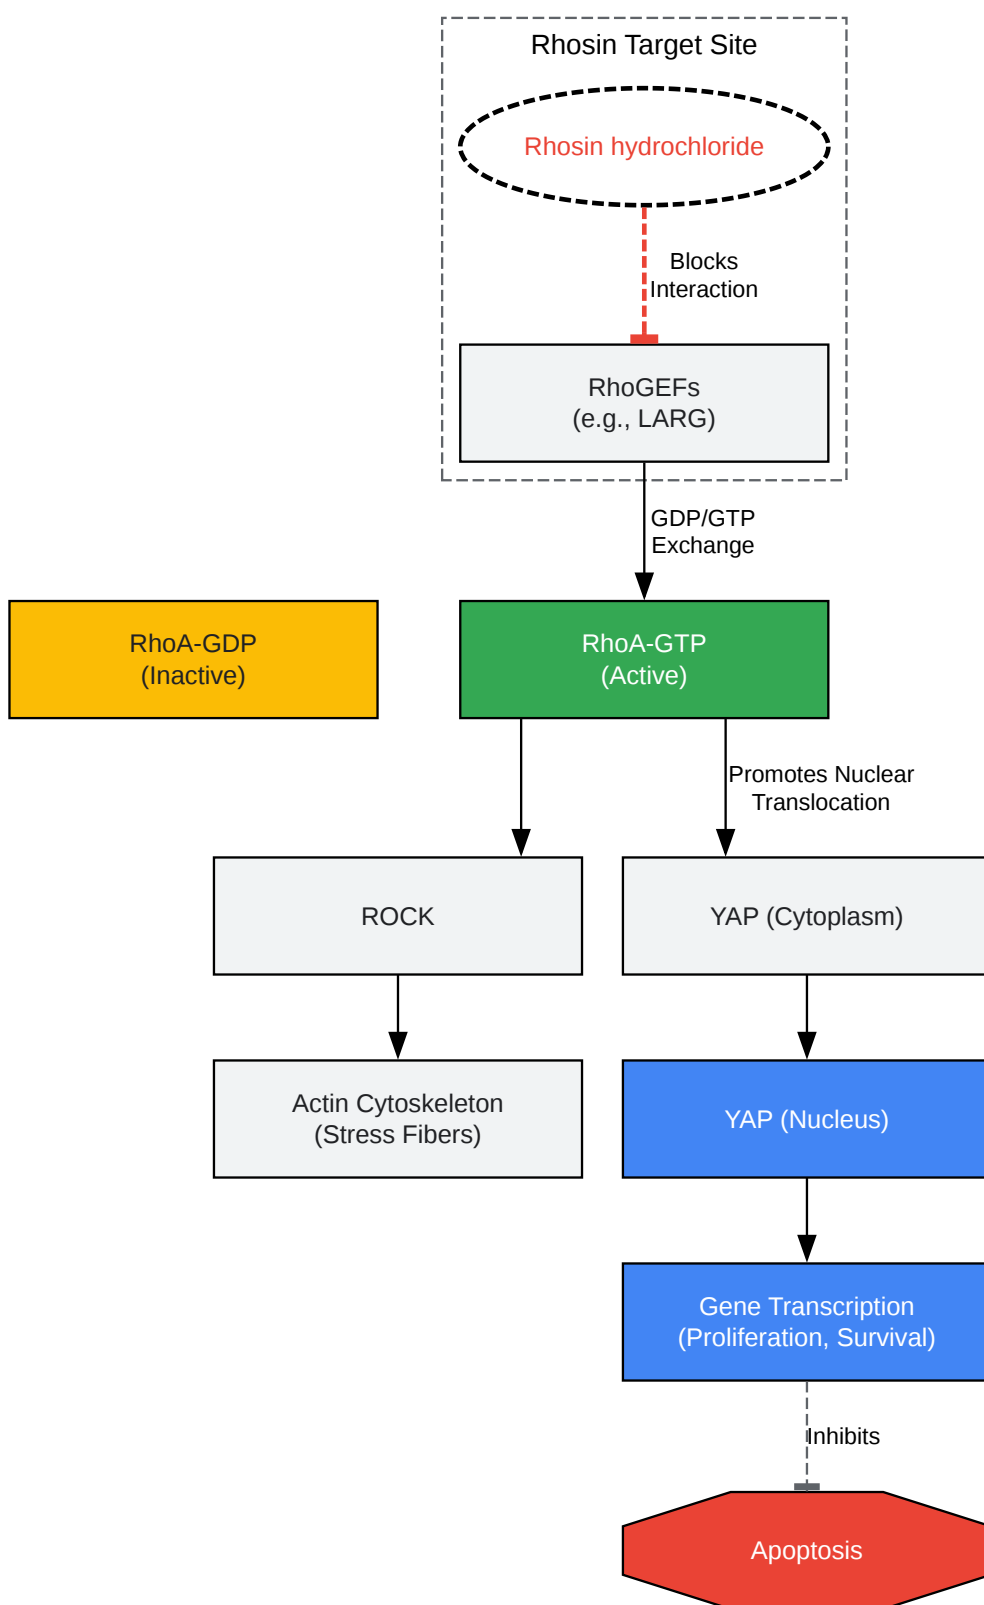 Rhosin Target Site
Rhosin hydrochloride
Blocks
Interaction
RhoGEFs
(e.g., LARG)
GDP/GTP
Exchange
RhoA-GDP
(Inactive)
RhoA-GTP
(Active)
Promotes Nuclear
Translocation
ROCK
YAP (Cytoplasm)
Actin Cytoskeleton
(Stress Fibers)
YAP (Nucleus)
Gene Transcription
(Proliferation, Survival)
Inhibits
Apoptosis